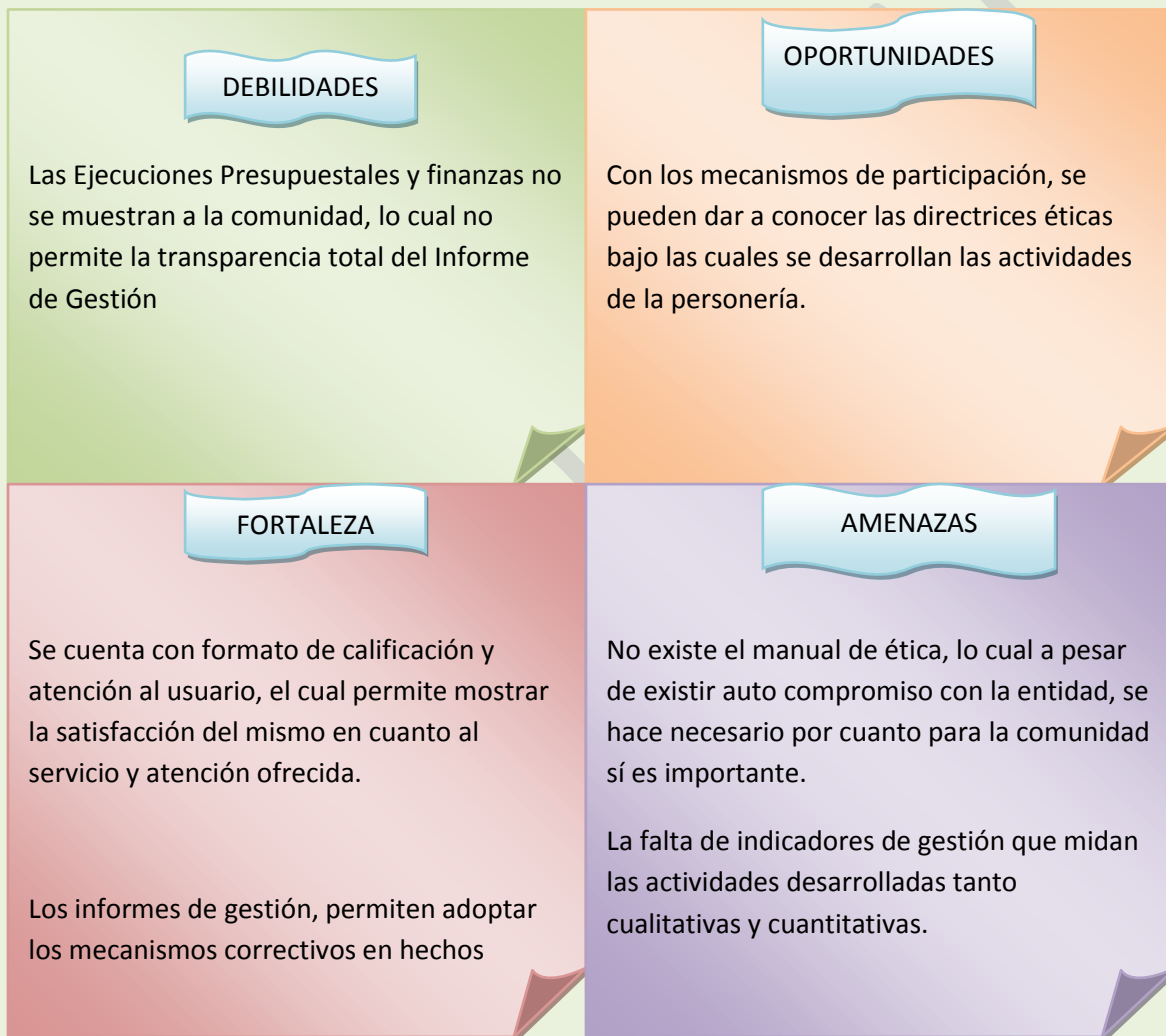 DEBILIDADES
Las Ejecuciones Presupuestales y finanzas no
se muestran a la comunidad, lo cual no
permite la transparencia total del Informe
de Gestión
OPORTUNIDADES
Con los mecanismos de participación, se
pueden dar a conocer las directrices éticas
bajo las cuales se desarrollan las actividades
de la personería.
FORTALEZA
Se cuenta con formato de calificación y
atención al usuario, el cual permite mostrar
la satisfacción del mismo en cuanto al
servicio y atención ofrecida.
Los informes de gestión, permiten adoptar
los mecanismos correctivos en hechos
AMENAZAS
No existe el manual de ética, lo cual a pesar
de existir auto compromiso con la entidad, se
hace necesario por cuanto para la comunidad
sí es importante.
La falta de indicadores de gestión que midan
las actividades desarrolladas tanto
cualitativas y cuantitativas.